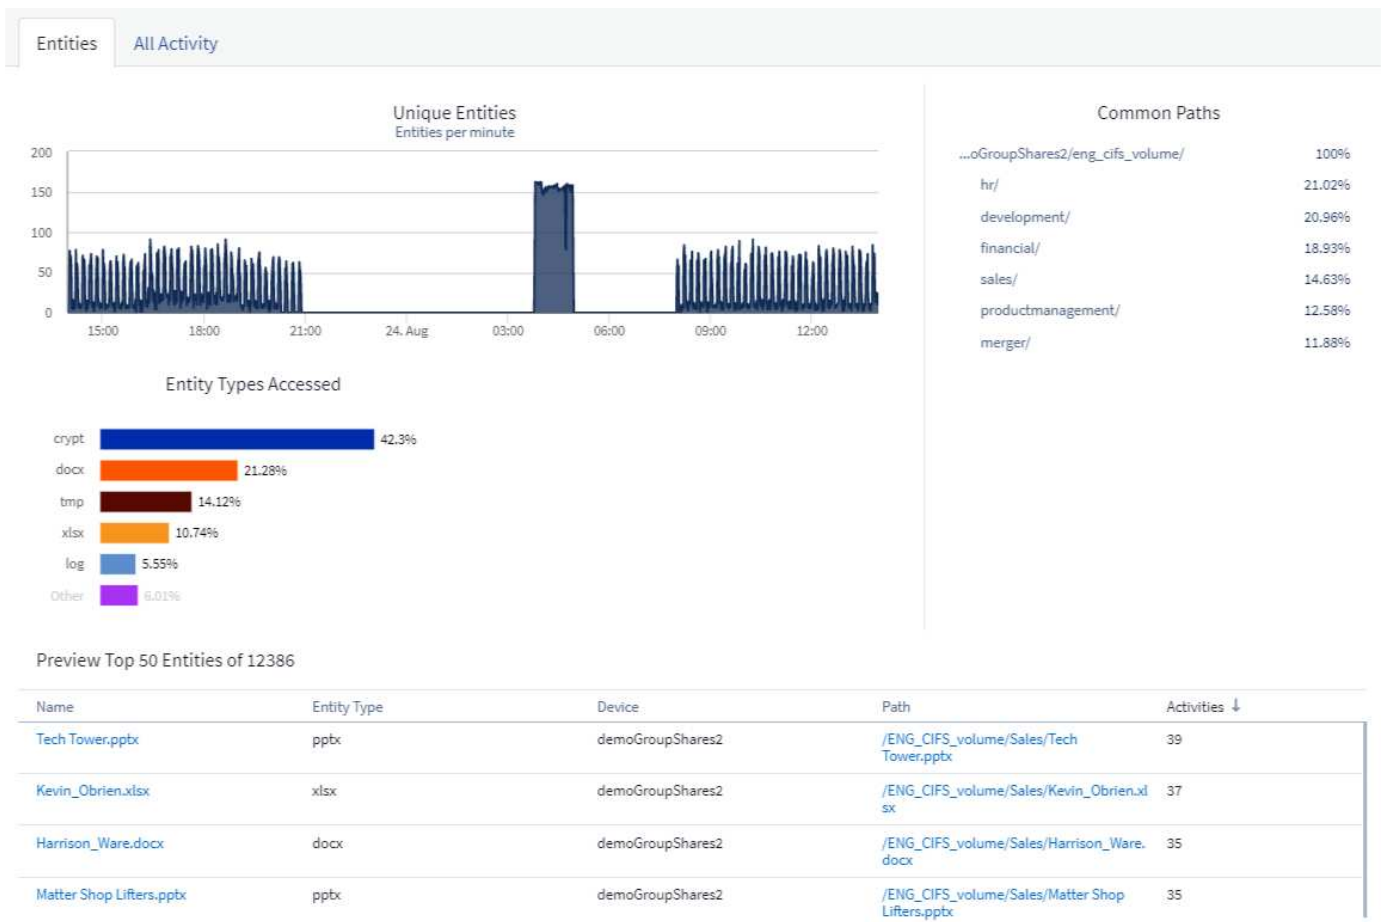 Entities All Activity
Unique Entities
Entities per minute
200
150
100
50
0
15:00 18:00 21:00 24. Aug 03:00 06:00 09:00 12:00
Common Paths
...oGroupShares2/eng_cifs_volume/ 100%
hr/ 21.02%
development/ 20.96%
financial/ 18.93%
sales/ 14.63%
productmanagement/ 12.58%
merger/ 11.88%
Entity Types Accessed
crypt 42.3%
docx 21.28%
tmp 14.12%
xlsx 10.74%
log 5.55%
Other 6.01%
Preview Top 50 Entities of 12386
Name Entity Type Device Path Activities ↓
Tech Tower.pptx pptx demoGroupShares2 /ENG_CIFS_volume/Sales/Tech 39
Tower.pptx
Kevin_Obrien.xlsx xlsx demoGroupShares2 /ENG_CIFS_volume/Sales/Kevin_Obrien.xl 37
sx
Harrison_Ware.docx docx demoGroupShares2 /ENG_CIFS_volume/Sales/Harrison_Ware. 35
docx
Matter Shop Lifters.pptx pptx demoGroupShares2 /ENG_CIFS_volume/Sales/Matter Shop 35
Lifters.pptx